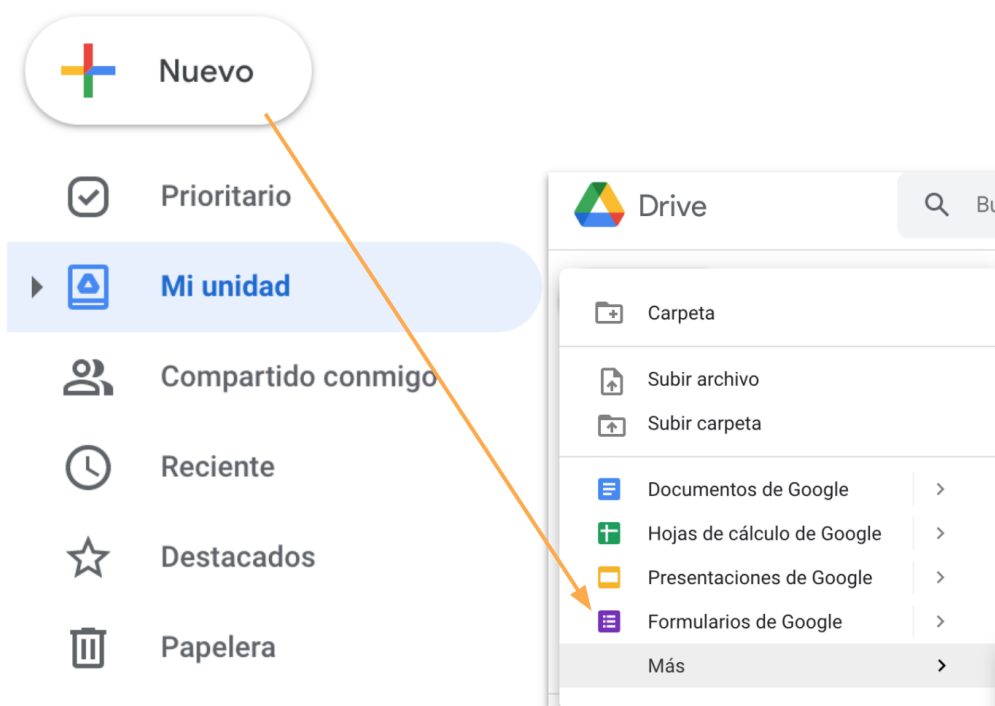 Nuevo
Prioritario
Mi unidad
Compartido conmigo
Reciente
Destacados
Papelera
Drive
Bu
Carpeta
Subir archivo
Subir carpeta
Documentos de Google
Hojas de cálculo de Google
Presentaciones de Google
Formularios de Google
Más